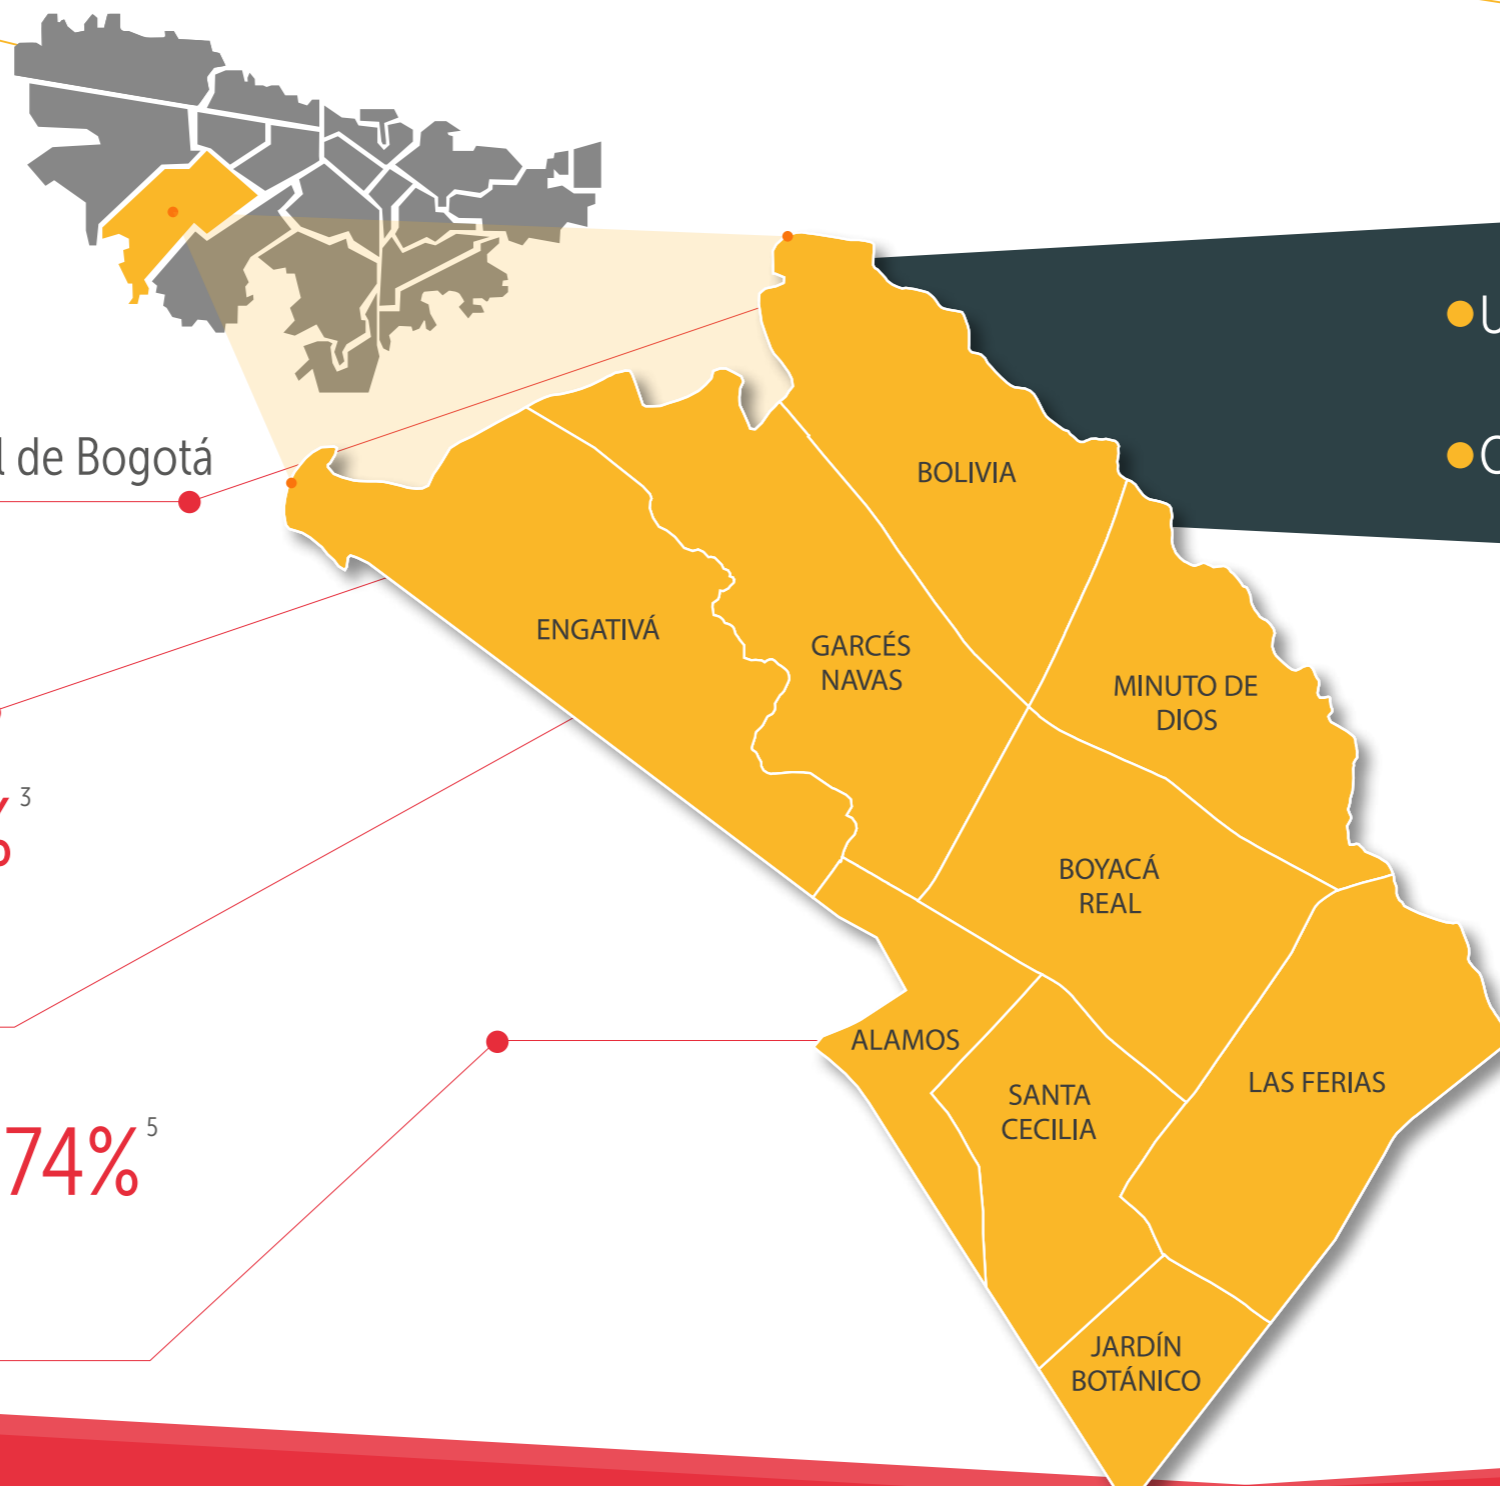 l de Bogotá
BOLIVIA
ENGATIVÁ
GARCÉS
NAVAS
MINUTO DE
DIOS
% 3
BOYACÁ
REAL
ALAMOS
LAS FERIAS
SANTA
CECILIA
74% 5
JARDÍN
BOTÁNICO